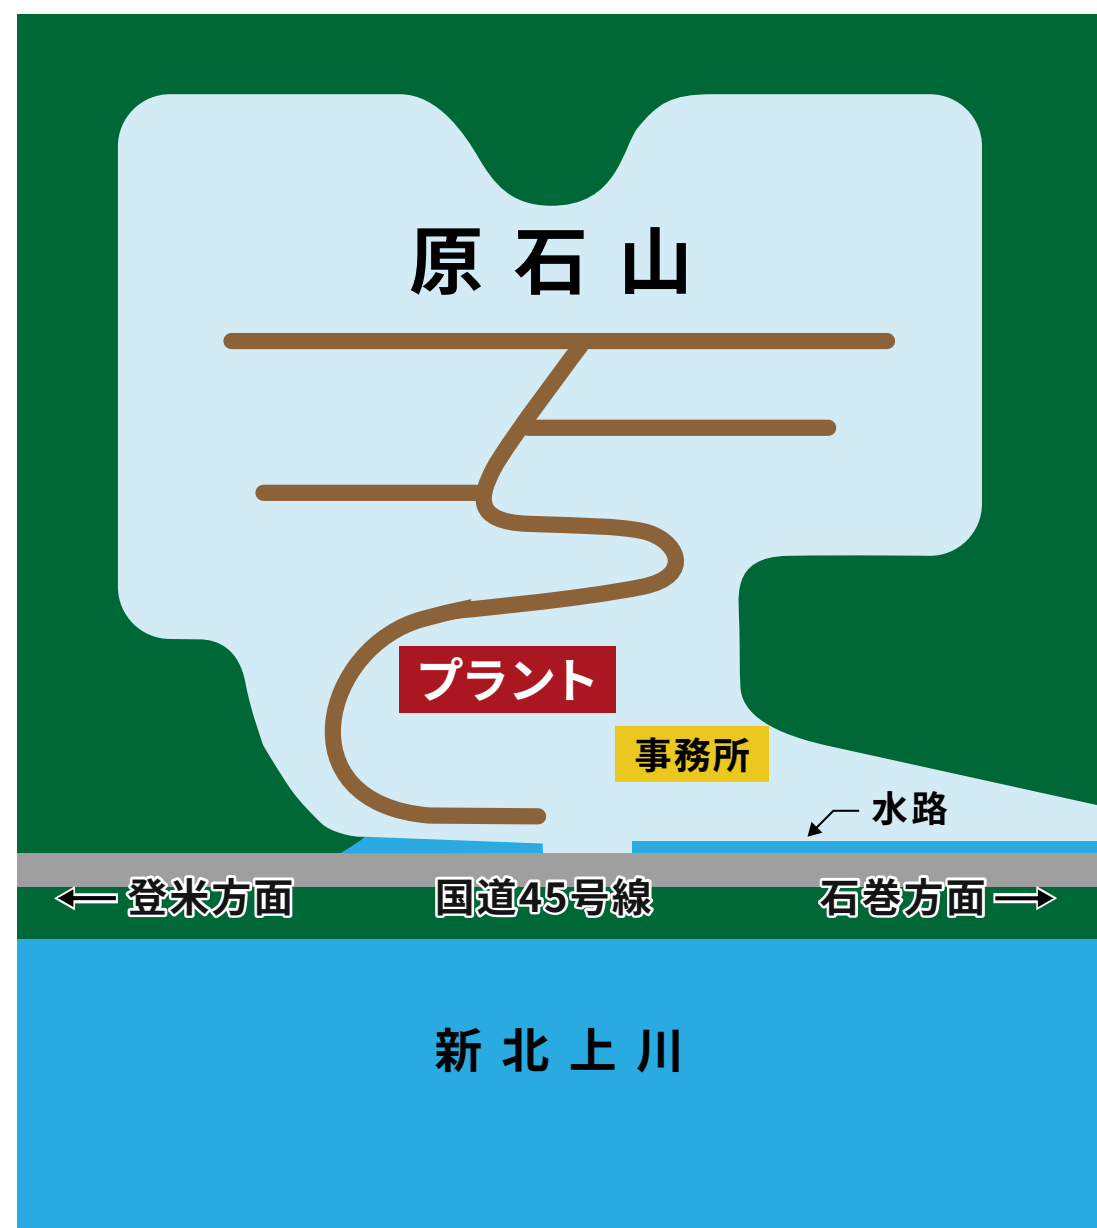 原石山
プラント
事務所
水路
←登米方面
国道45号線
石巻方面→
新北上川